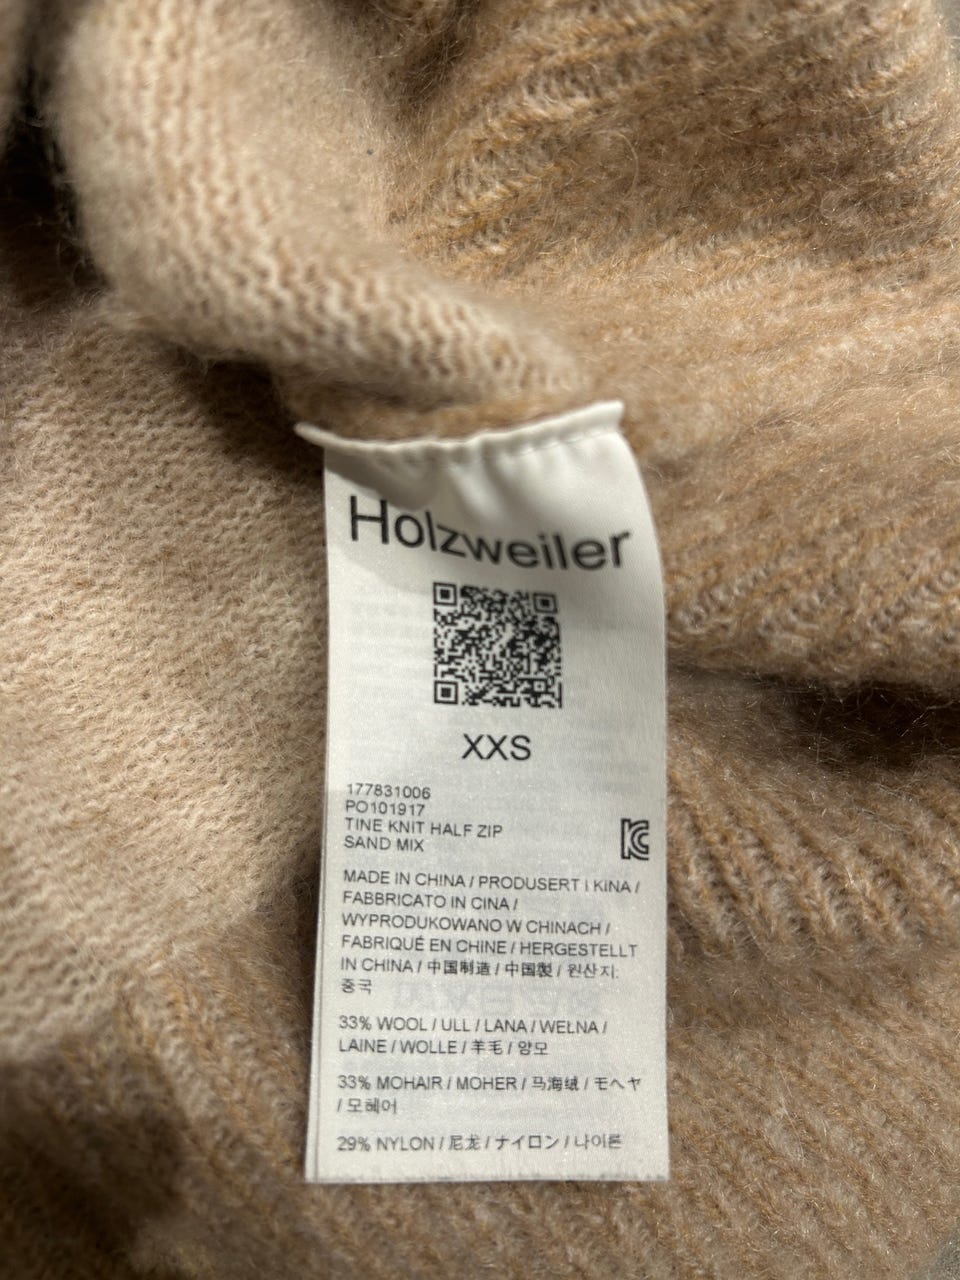 Holzweiler
XXS
177831006
PO101917
TINE KNIT HALF ZIP
SAND MIX
MADE IN CHINA / PRODUSERT I KINA /
FABBRICATO IN CINA /
WYPRODUKOWANO W CHINACH /
FABRIQUÉ EN CHINE / HERGESTELLT
IN CHINA / 中国制造 / 中国製 / 원산지:
중국
33% WOOL / ULL / LANA / WEŁNA /
LAINE / WOLLE / 羊毛 / 양모
33% MOHAIR / MOHER / 马海绒 / モヘヤ
/ 모헤어
29% NYLON / 尼龙 / ナイロン / 나이론